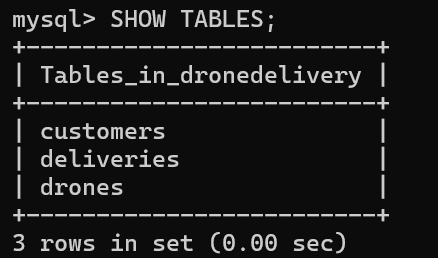 mysql> SHOW TABLES;
+---------------------------+
| Tables_in_dronedelivery |
+---------------------------+
| customers               |
| deliveries              |
| drones                  |
+---------------------------+
3 rows in set (0.00 sec)